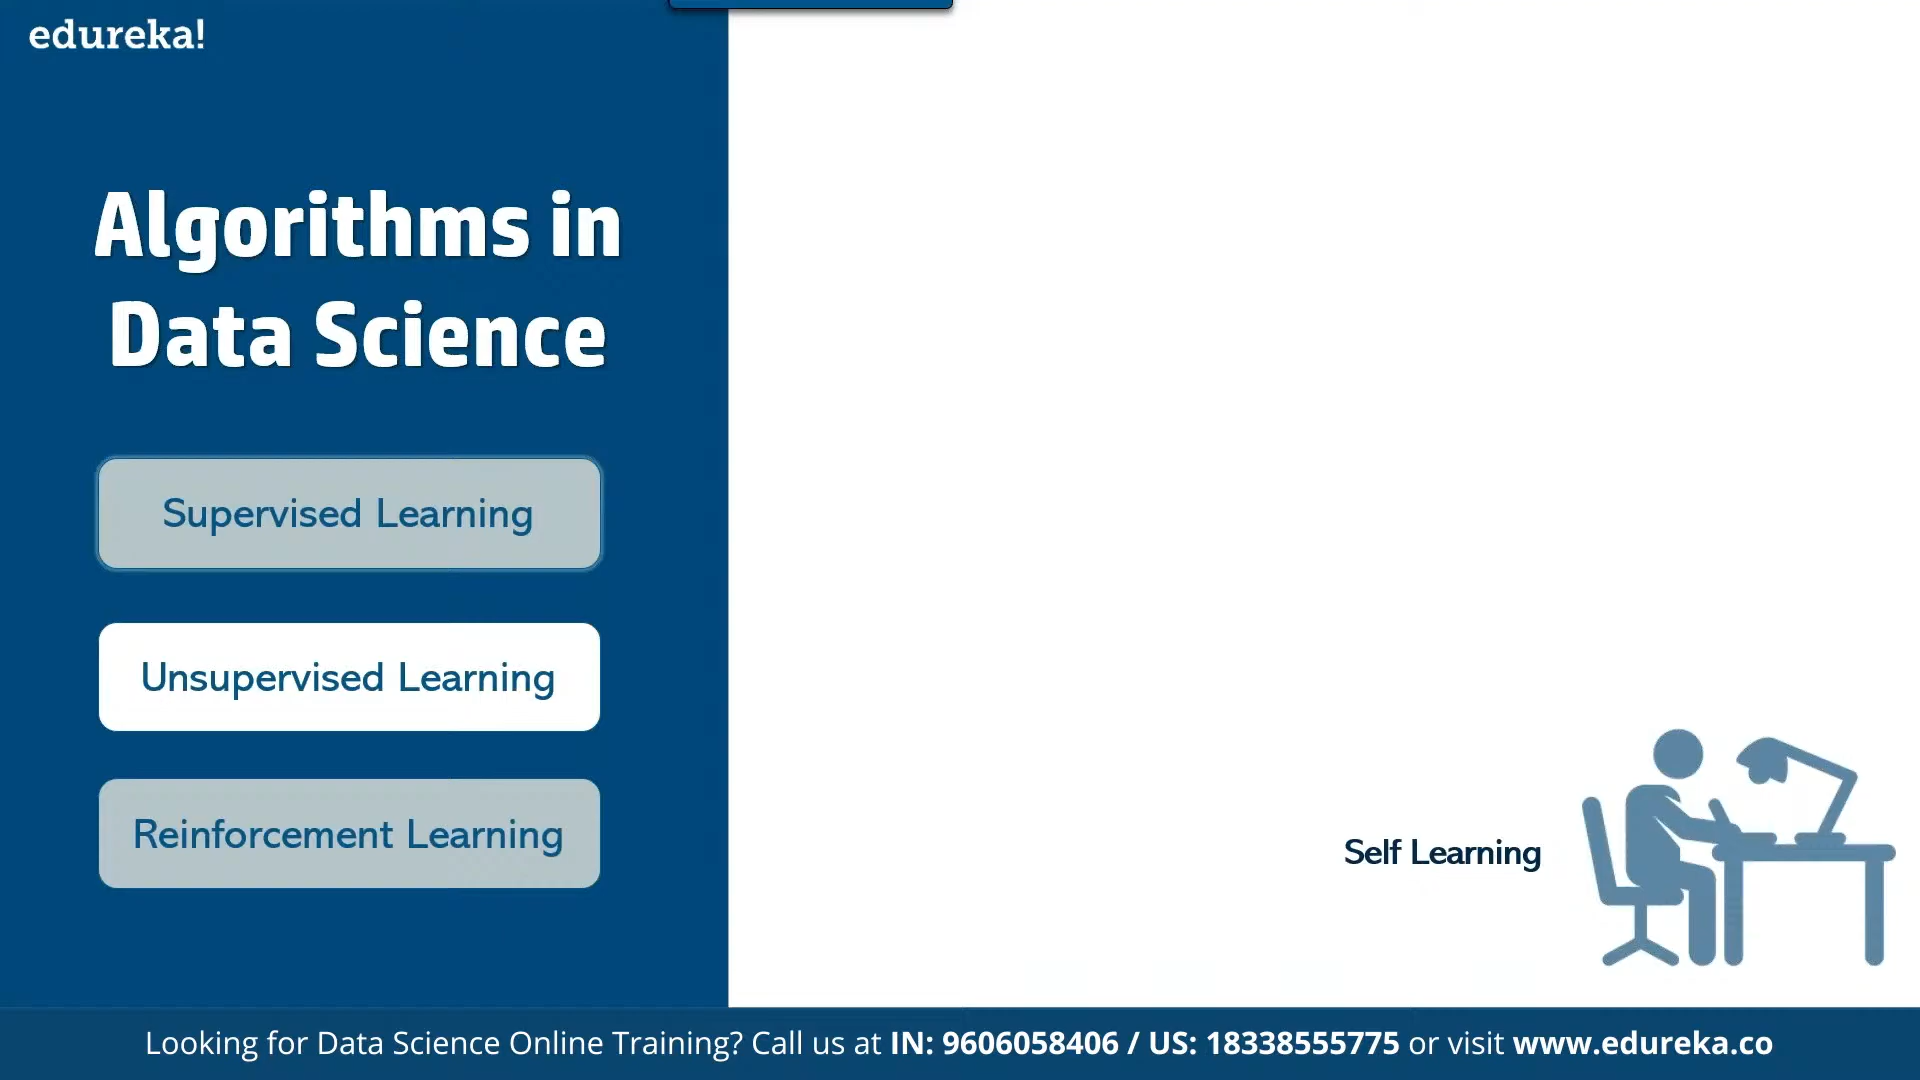 edureka!
Algorithms in
Data Science
Supervised Learning
Unsupervised Learning
Reinforcement Learning
Self Learning
Looking for Data Science Online Training? Call us at IN: 9606058406 / US: 18338555775 or visit www.edureka.co